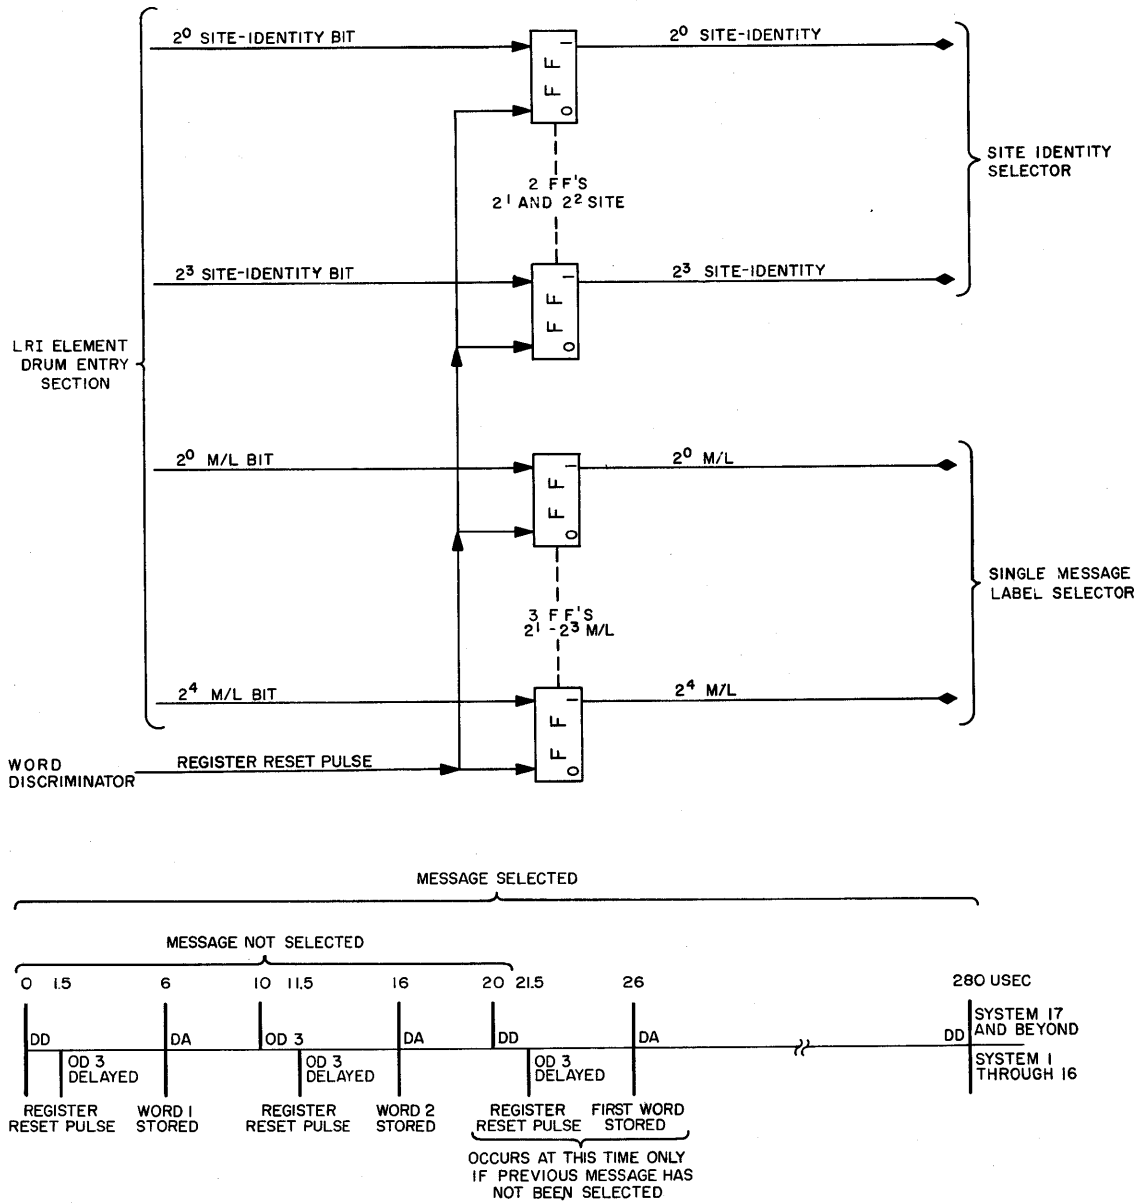 2⁰ SITE-IDENTITY BIT
F F 1 0
2⁰ SITE-IDENTITY
SITE IDENTITY
SELECTOR
2 FF'S
2¹ AND 2² SITE
2³ SITE-IDENTITY BIT
F F 1 0
2³ SITE-IDENTITY
LRI ELEMENT
DRUM ENTRY
SECTION
2⁰ M/L BIT
F F 1 0
2⁰ M/L
SINGLE MESSAGE
LABEL SELECTOR
3 FF'S
2¹ - 2³ M/L
2⁴ M/L BIT
F F 1 0
2⁴ M/L
WORD
DISCRIMINATOR
REGISTER RESET PULSE
MESSAGE SELECTED
MESSAGE NOT SELECTED
0 1.5 6 10 11.5 16 20 21.5 26 280 USEC
DD DA OD 3 DA DD DA DD
SYSTEM 17
AND BEYOND
OD 3
DELAYED
OD 3
DELAYED
OD 3
DELAYED
SYSTEM 1
THROUGH 16
REGISTER
RESET PULSE
WORD 1
STORED
REGISTER
RESET PULSE
WORD 2
STORED
REGISTER
RESET PULSE
FIRST WORD
STORED
OCCURS AT THIS TIME ONLY
IF PREVIOUS MESSAGE HAS
NOT BEEN SELECTED